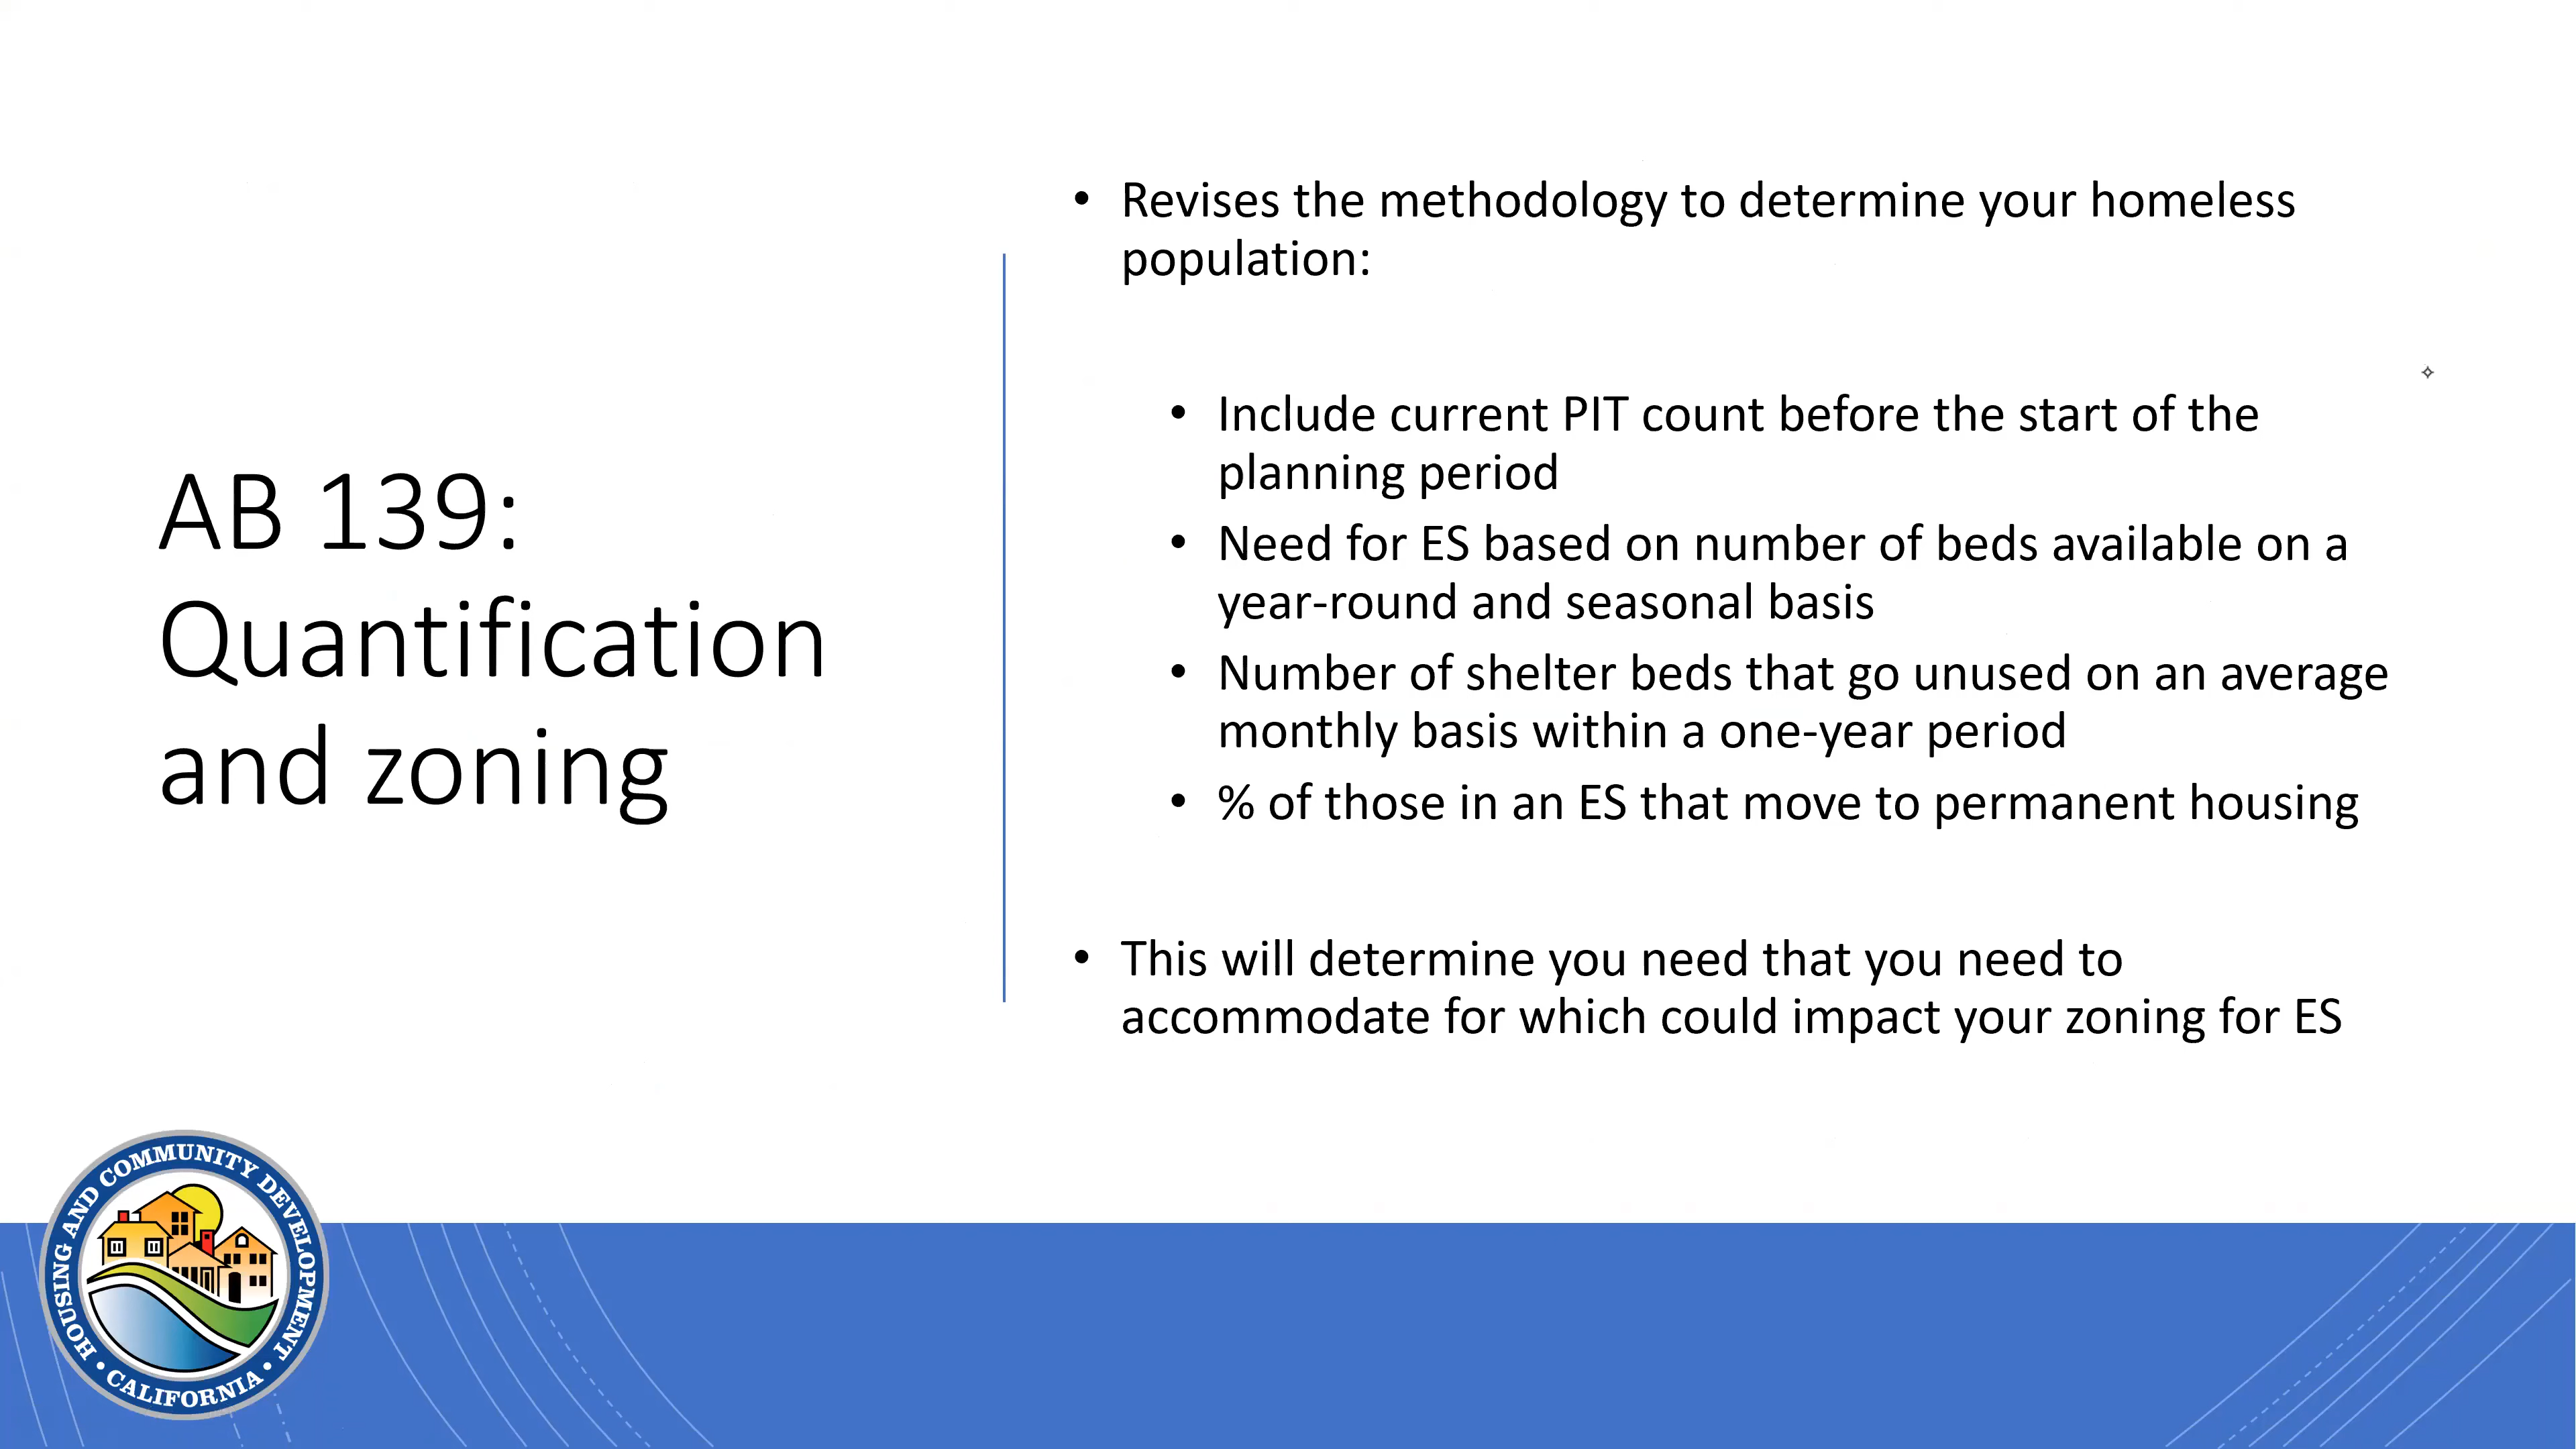 AB 139:
Quantification
and zoning
• Revises the methodology to determine your homeless
population:
• Include current PIT count before the start of the
planning period
• Need for ES based on number of beds available on a
year-round and seasonal basis
• Number of shelter beds that go unused on an average
monthly basis within a one-year period
• % of those in an ES that move to permanent housing
• This will determine you need that you need to
accommodate for which could impact your zoning for ES
HOUSING AND COMMUNITY DEVELOPMENT
• CALIFORNIA •